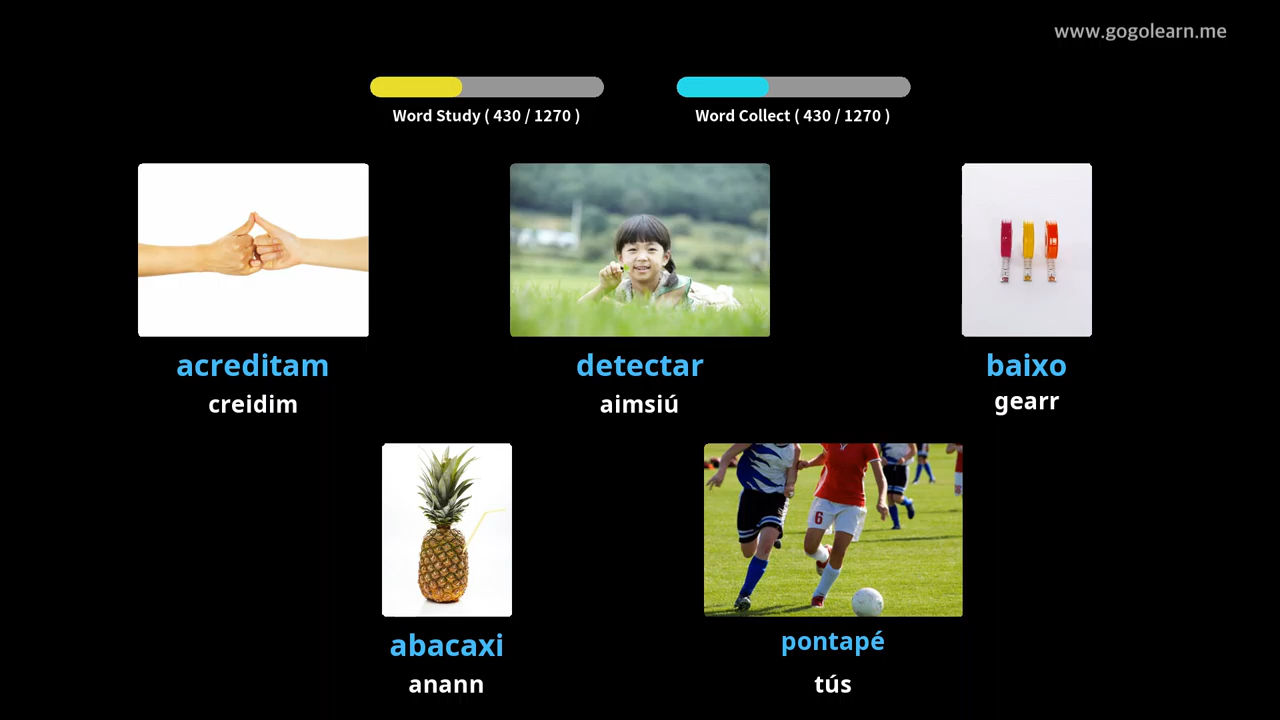 www.gogolearn.me
Word Study ( 430 / 1270 )
Word Collect ( 430 / 1270 )
acreditam
creidim
detectar
aimsiú
baixo
gearr
abacaxi
anann
pontapé
tús
6